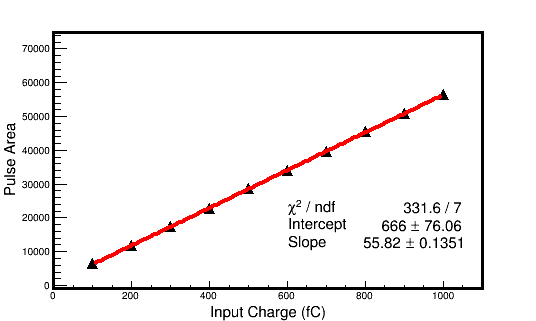 70000
60000
50000
40000
30000
20000
10000
0
Pulse Area
χ² / ndf 331.6 / 7
Intercept 666 ± 76.06
Slope 55.82 ± 0.1351
0 200 400 600 800 1000
Input Charge (fC)